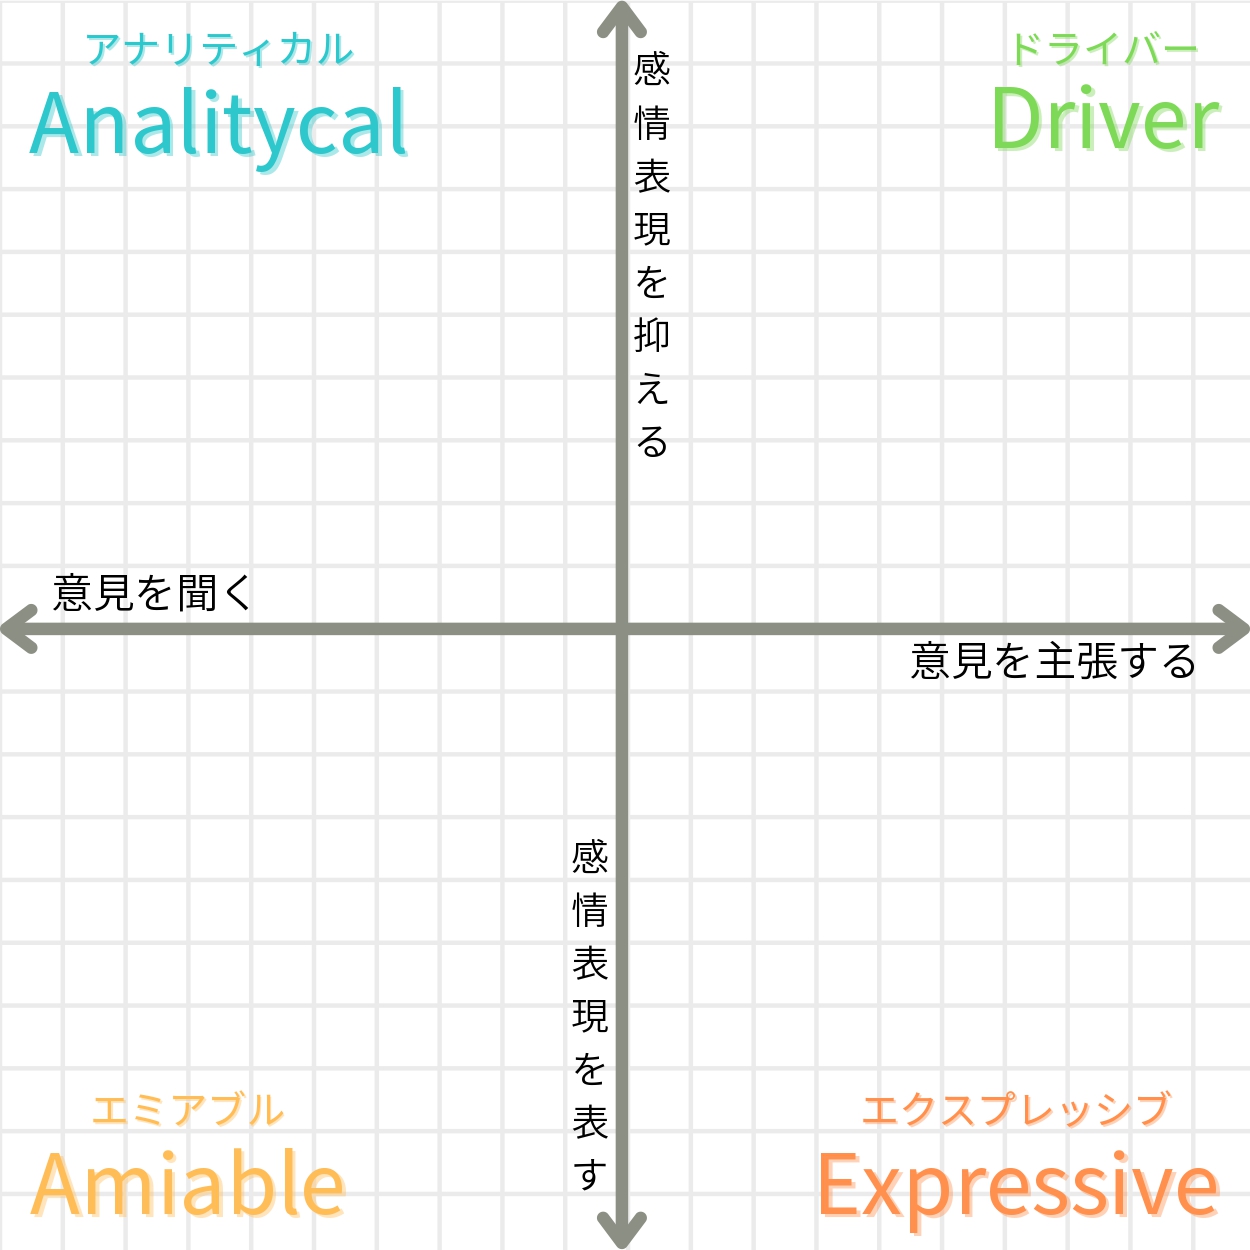 アナリティカル
Analitycal
ドライバー
Driver
感情表現を抑える
意見を聞く
意見を主張する
感情表現を表す
エミアブル
Amiable
エクスプレッシブ
Expressive